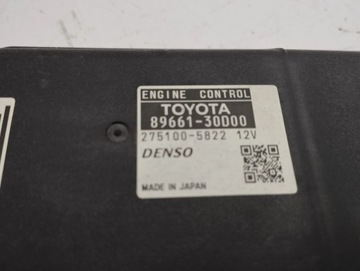 ENGINE CONTROL
TOYOTA
89661-30D00
275100-5822 12V
DENSO
MADE IN JAPAN